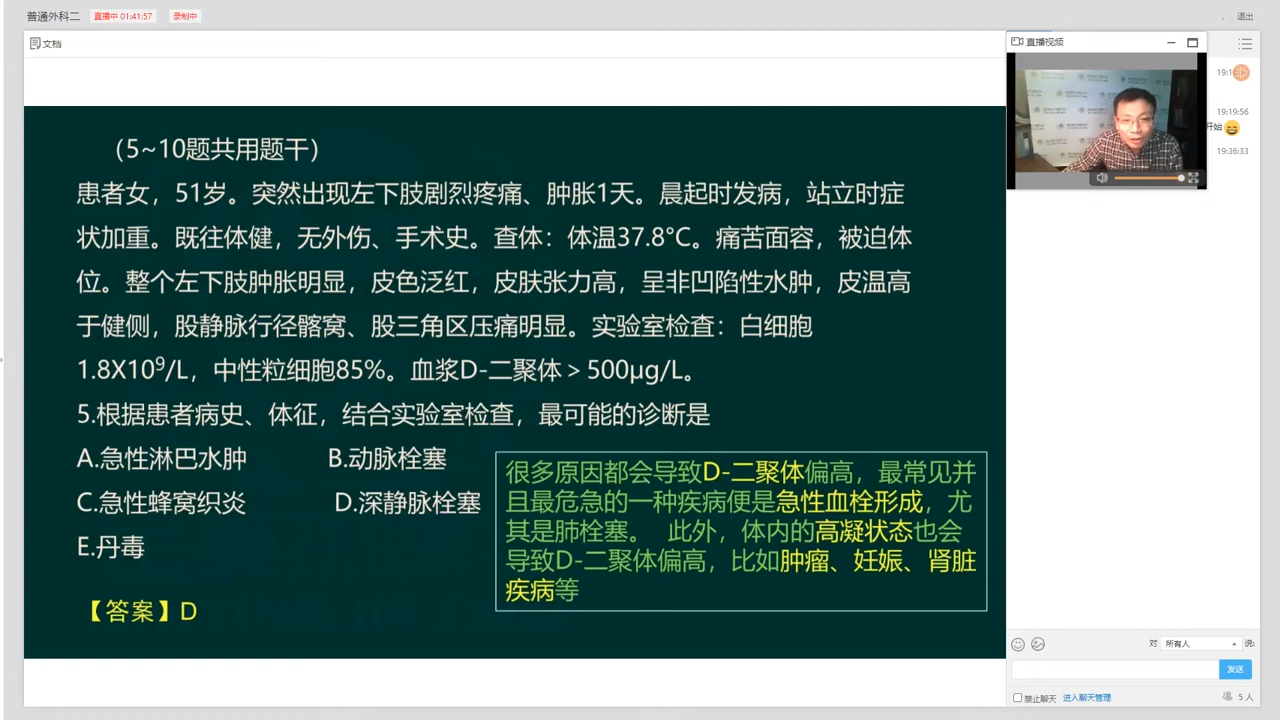 普通外科二
直播中 01:41:57
录制中
退出
文档
直播视频
19:1
19:19:56
开始
19:36:33
（5~10题共用题干）
患者女，51岁。突然出现左下肢剧烈疼痛、肿胀1天。晨起时发病，站立时症
状加重。既往体健，无外伤、手术史。查体：体温37.8°C。痛苦面容，被迫体
位。整个左下肢肿胀明显，皮色泛红，皮肤张力高，呈非凹陷性水肿，皮温高
于健侧，股静脉行径髂窝、股三角区压痛明显。实验室检查：白细胞
1.8X10⁹/L，中性粒细胞85%。血浆D-二聚体＞500μg/L。
5.根据患者病史、体征，结合实验室检查，最可能的诊断是
A.急性淋巴水肿 B.动脉栓塞
C.急性蜂窝织炎 D.深静脉栓塞
E.丹毒
【答案】D
很多原因都会导致D-二聚体偏高，最常见并
且最危急的一种疾病便是急性血栓形成，尤
其是肺栓塞。 此外，体内的高凝状态也会
导致D-二聚体偏高，比如肿瘤、妊娠、肾脏
疾病等
对 所有人 说:
发送
禁止聊天 进入聊天管理 5 人